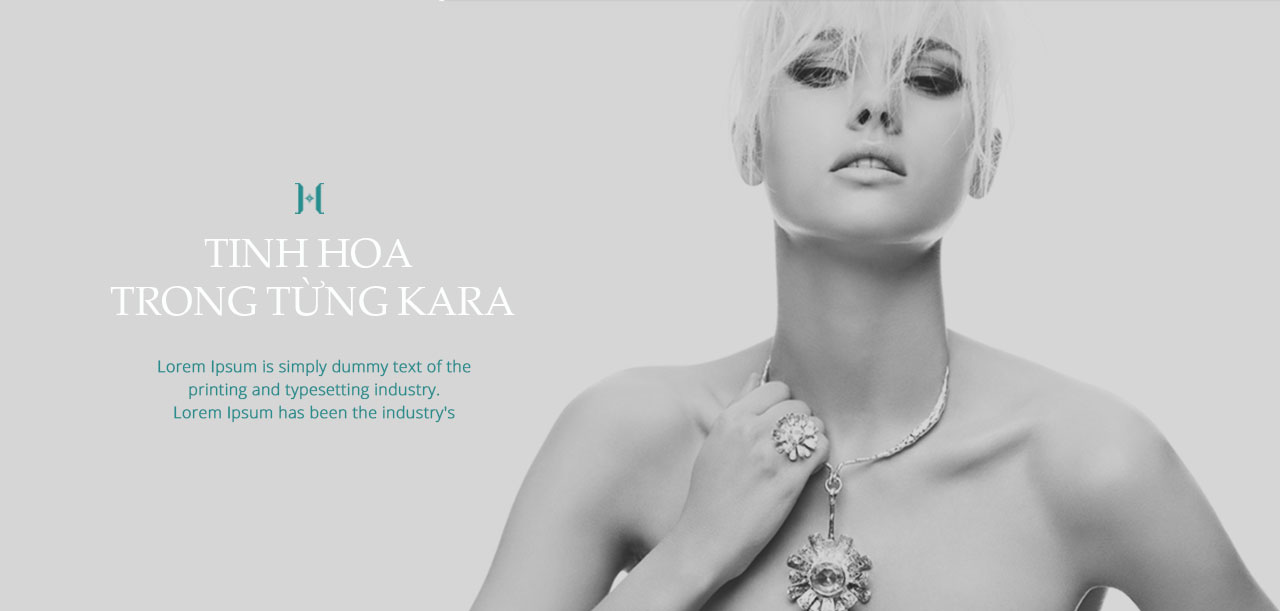 TINH HOA
TRONG TỪNG KARA
Lorem Ipsum is simply dummy text of the
printing and typesetting industry.
Lorem Ipsum has been the industry's